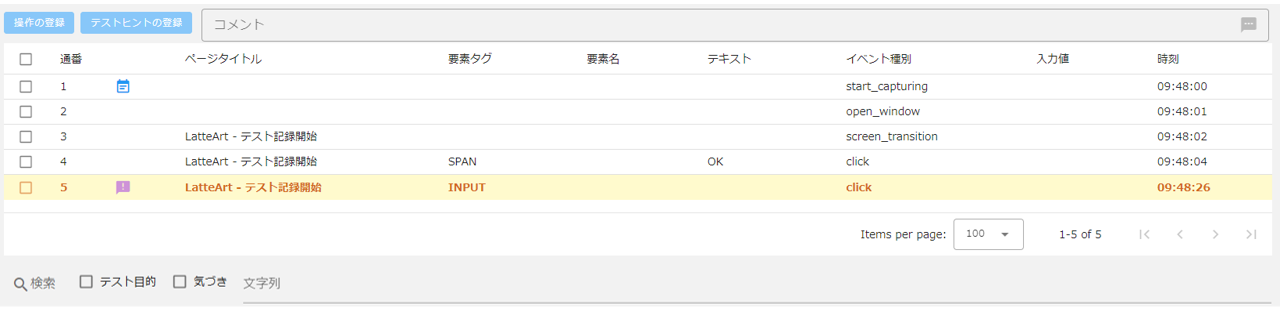 操作の登録 テストヒントの登録 コメント
通番 ページタイトル 要素タグ 要素名 テキスト イベント種別 入力値 時刻
1 start_capturing 09:48:00
2 open_window 09:48:01
3 LatteArt - テスト記録開始 screen_transition 09:48:02
4 LatteArt - テスト記録開始 SPAN OK click 09:48:04
5 LatteArt - テスト記録開始 INPUT click 09:48:26
Items per page: 100 1-5 of 5
検索 テスト目的 気づき 文字列